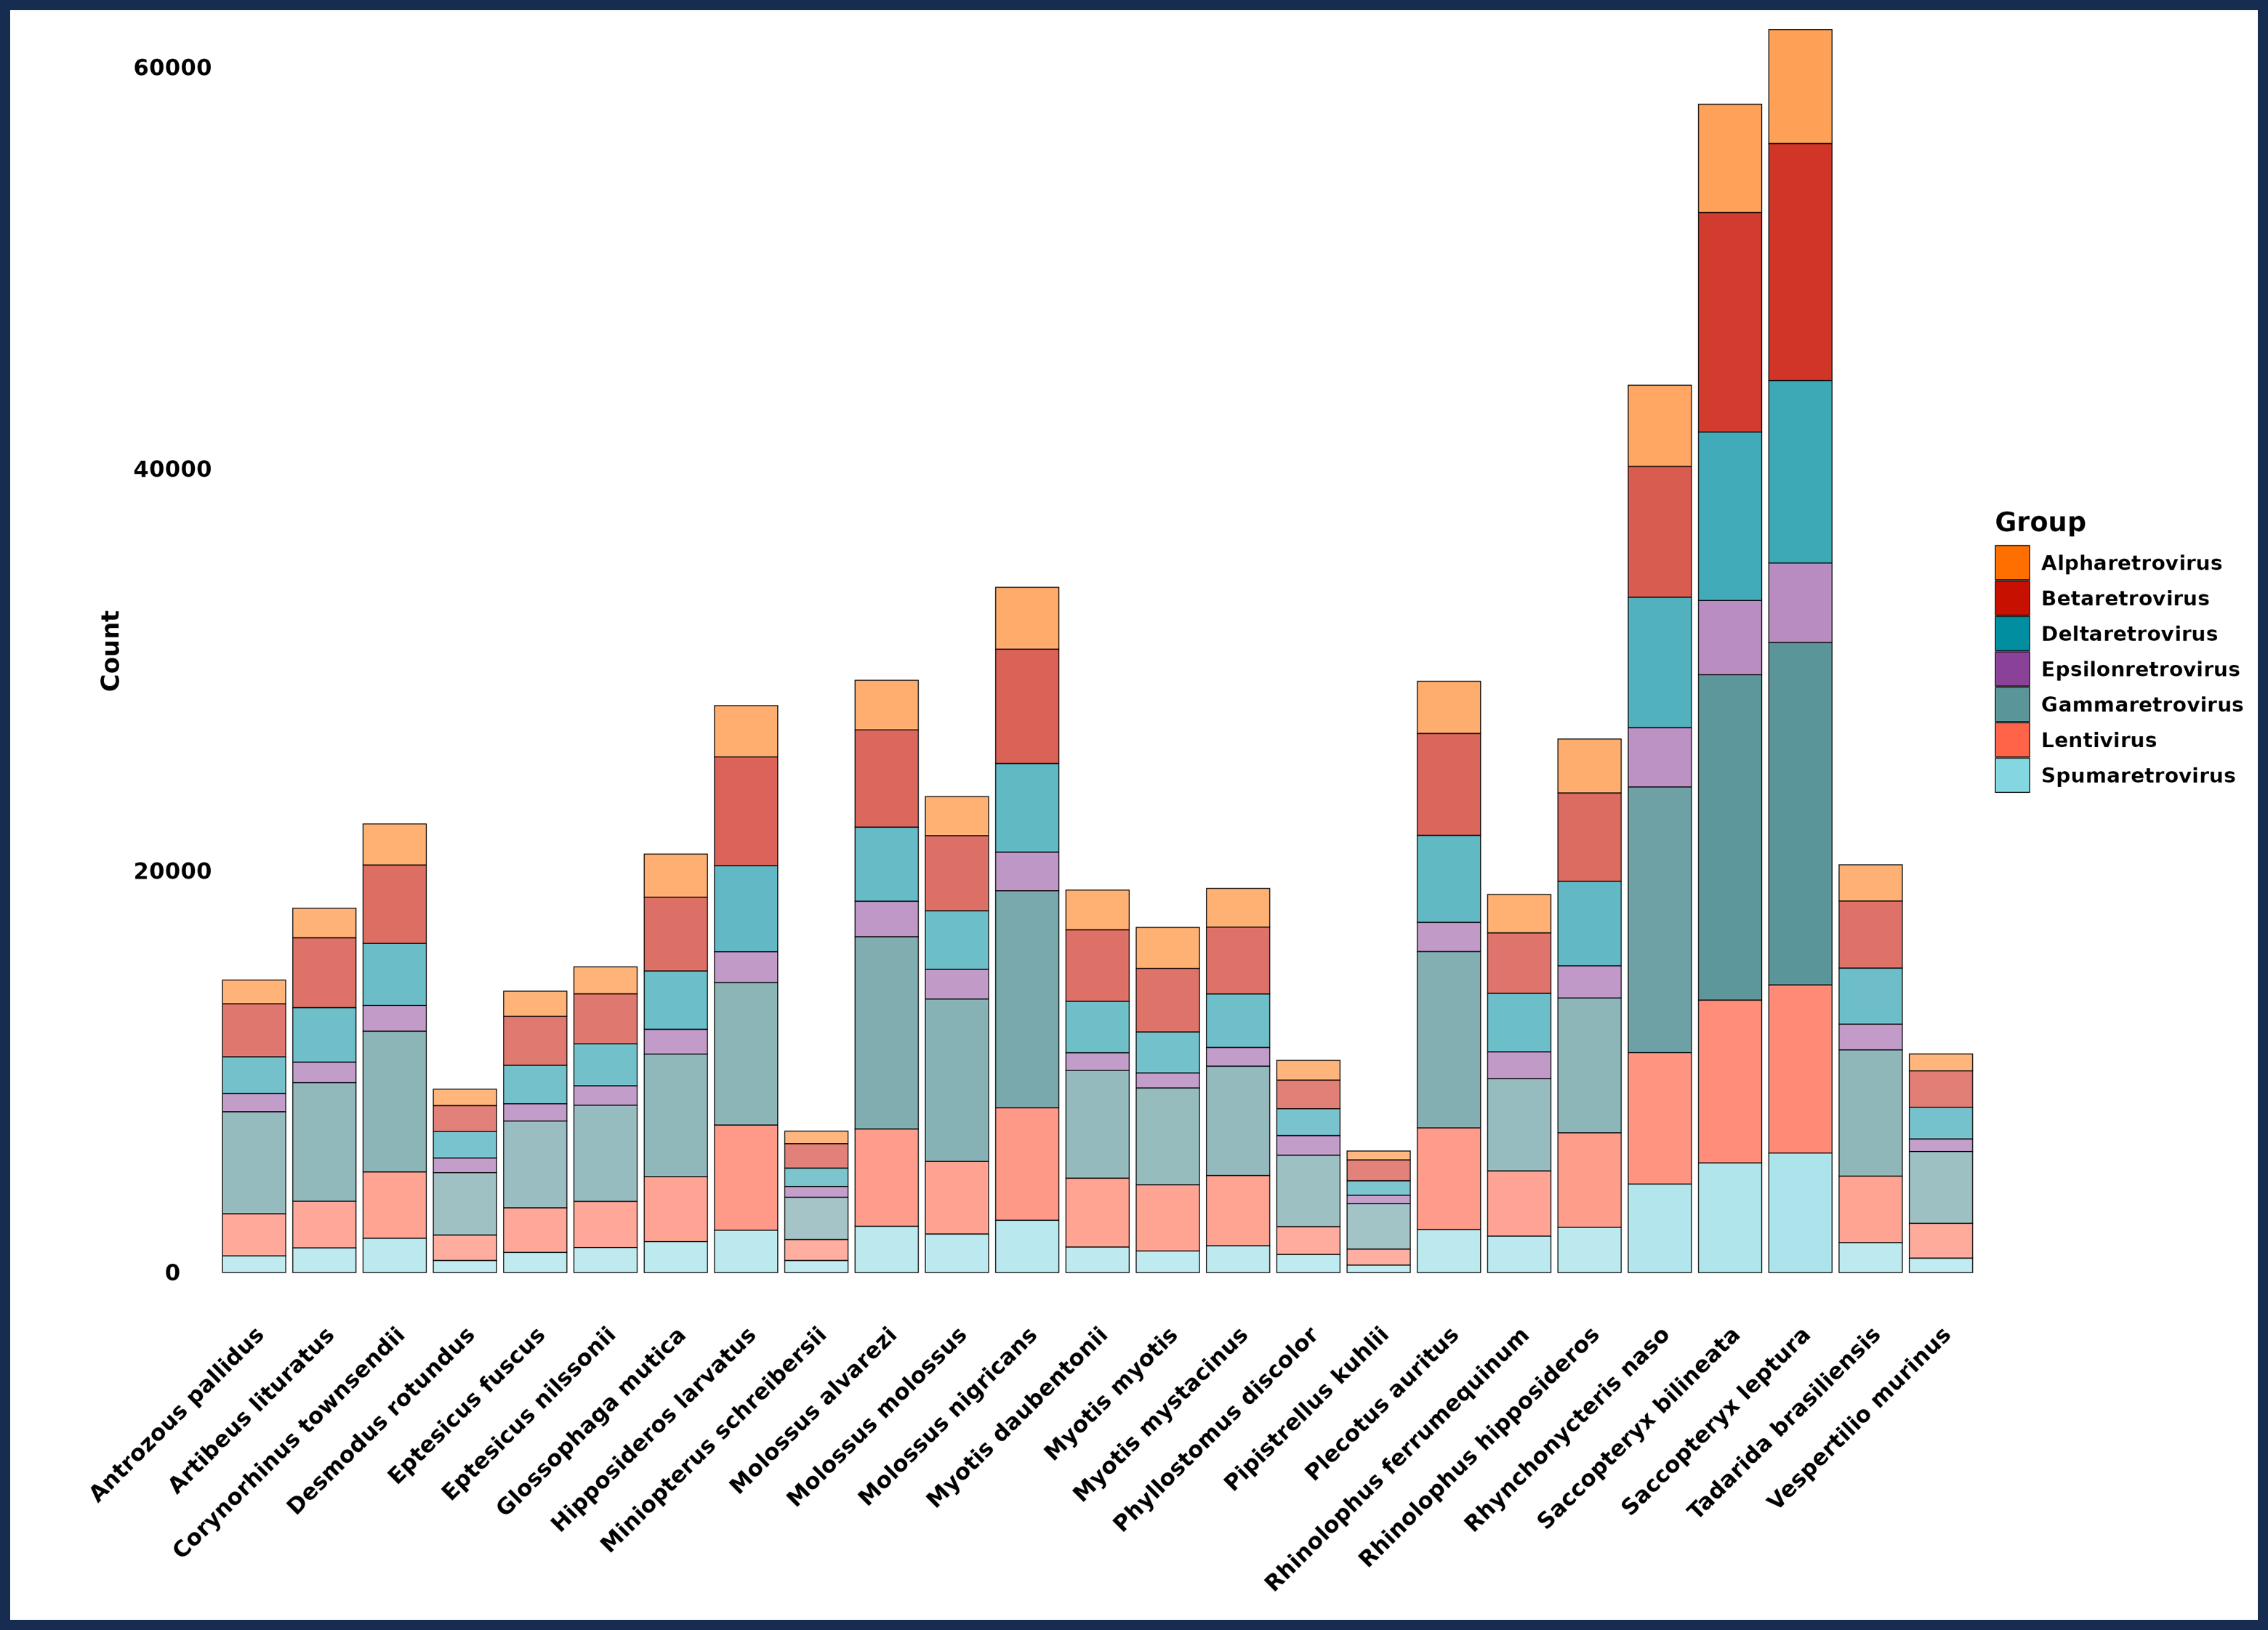 60000
40000
20000
0
Count
Antrozous pallidus
Artibeus lituratus
Corynorhinus townsendii
Desmodus rotundus
Eptesicus fuscus
Eptesicus nilssonii
Glossophaga mutica
Hipposideros larvatus
Miniopterus schreibersii
Molossus alvarezi
Molossus molossus
Molossus nigricans
Myotis daubentonii
Myotis myotis
Myotis mystacinus
Phyllostomus discolor
Pipistrellus kuhlii
Plecotus auritus
Rhinolophus ferrumequinum
Rhinolophus hipposideros
Rhynchonycteris naso
Saccopteryx bilineata
Saccopteryx leptura
Tadarida brasiliensis
Vespertilio murinus
Group
Alpharetrovirus
Betaretrovirus
Deltaretrovirus
Epsilonretrovirus
Gammaretrovirus
Lentivirus
Spumaretrovirus